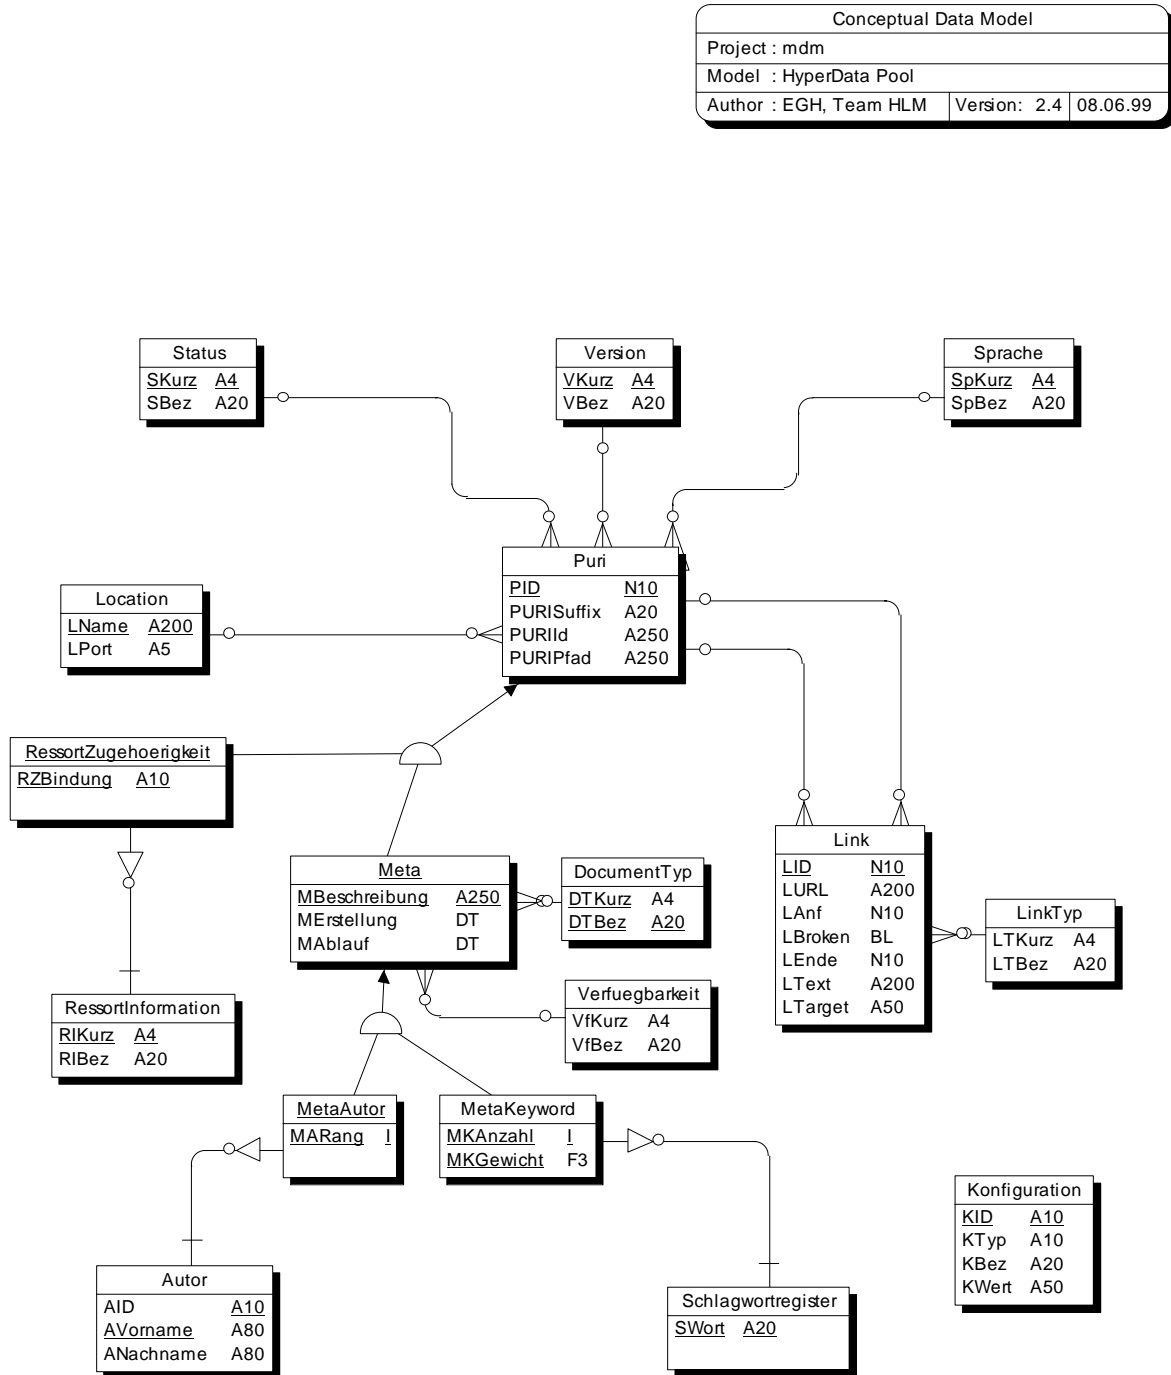 Conceptual Data Model
Project : mdm
Model : HyperData Pool
Author : EGH, Team HLM Version: 2.4 08.06.99
Status
SKurz A4
SBez A20
Version
VKurz A4
VBez A20
Sprache
SpKurz A4
SpBez A20
Puri
PID N10
PURISuffix A20
PURIId A250
PURIPfad A250
Location
LName A200
LPort A5
RessortZugehoerigkeit
RZBindung A10
Meta
MBeschreibung A250
MErstellung DT
MAblauf DT
DocumentTyp
DTKurz A4
DTBez A20
Link
LID N10
LURL A200
LAnf N10
LBroken BL
LEnde N10
LText A200
LTarget A50
LinkTyp
LTKurz A4
LTBez A20
RessortInformation
RIKurz A4
RIBez A20
Verfuegbarkeit
VfKurz A4
VfBez A20
MetaAutor
MARang I
MetaKeyword
MKAnzahl I
MKGewicht F3
Konfiguration
KID A10
KTyp A10
KBez A20
KWert A50
Autor
AID A10
AVorname A80
ANachname A80
Schlagwortregister
SWort A20